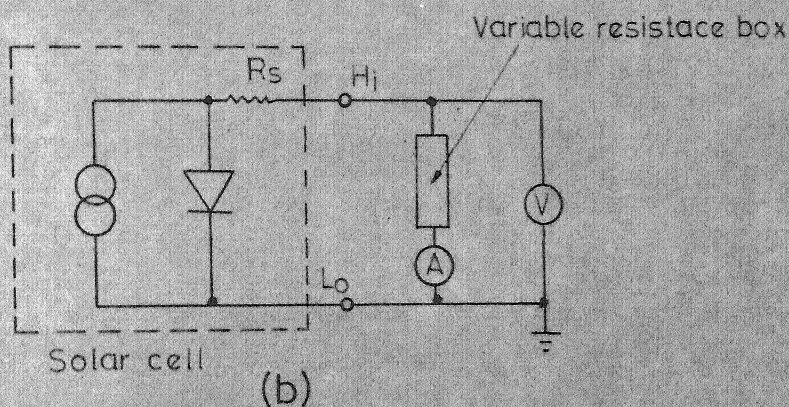 Variable resistace box
Rs
Hi
V
A
Lo
Solar cell
(b)